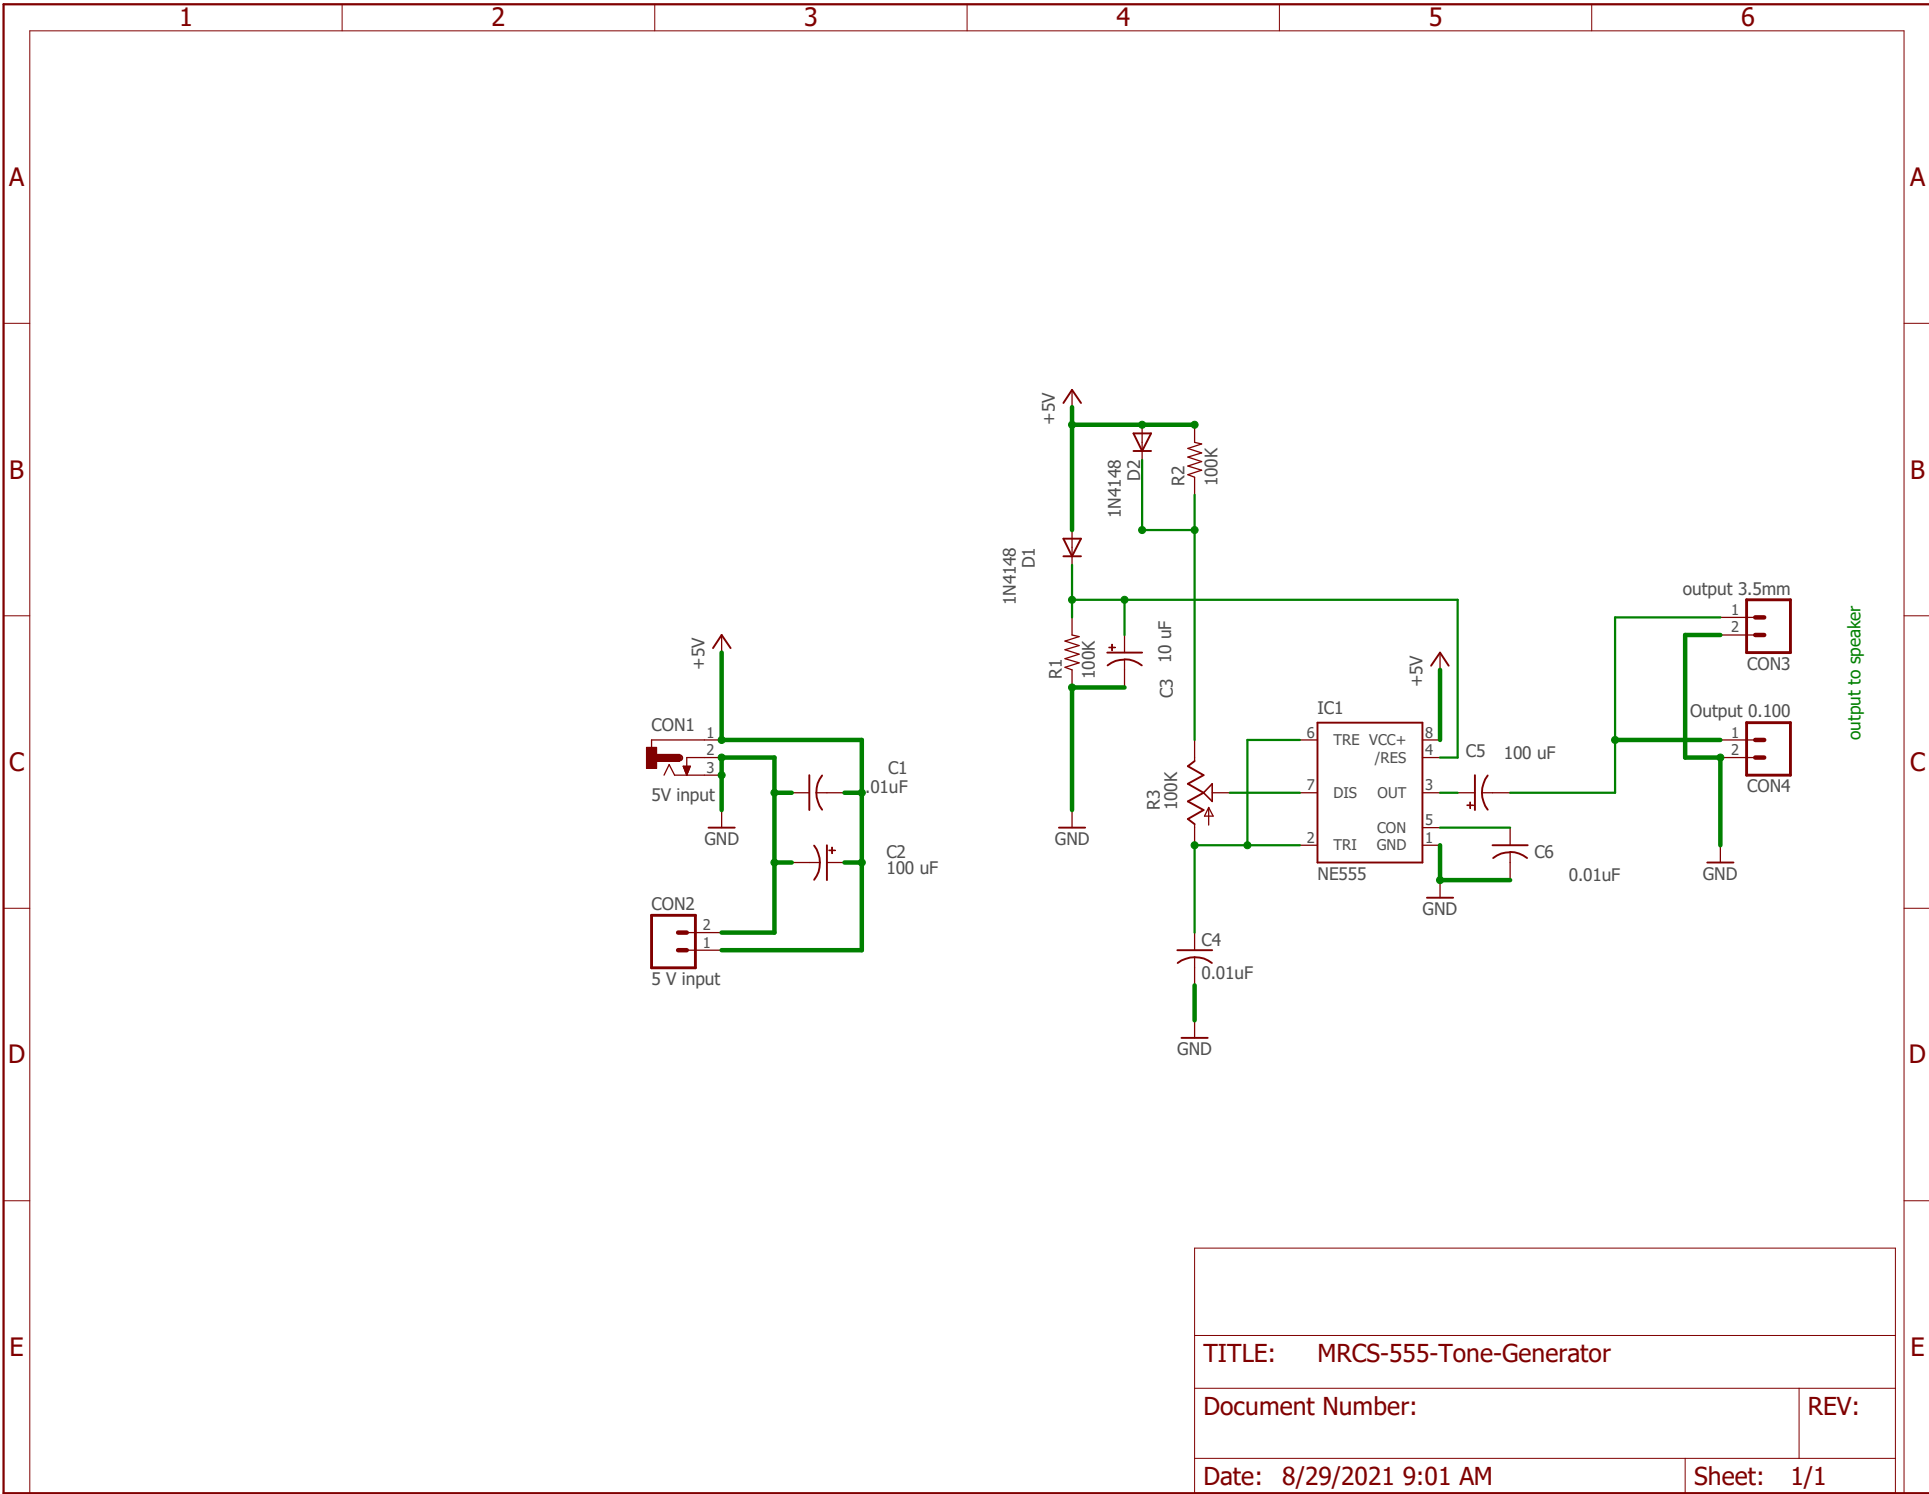 1 2 3 4 5 6
A A
+5V
1N4148
D2
R2
100K
B B
1N4148
D1
output 3.5mm
1
2
CON3
output to speaker
+5V
R1
100K
C3 10 uF
+5V
CON1
1
2
3
5V input
GND
C1
.01uF
C2
100 uF
GND
CON2
2
1
5 V input
R3
100K
IC1
6 TRE VCC+ 8
/RES 4
7 DIS OUT 3
CON 5
2 TRI GND 1
NE555
C5 100 uF
C6
0.01uF
GND
Output 0.100
1
2
CON4
GND
C C
C4
0.01uF
GND
D D
E E
TITLE: MRCS-555-Tone-Generator
Document Number: REV:
Date: 8/29/2021 9:01 AM Sheet: 1/1